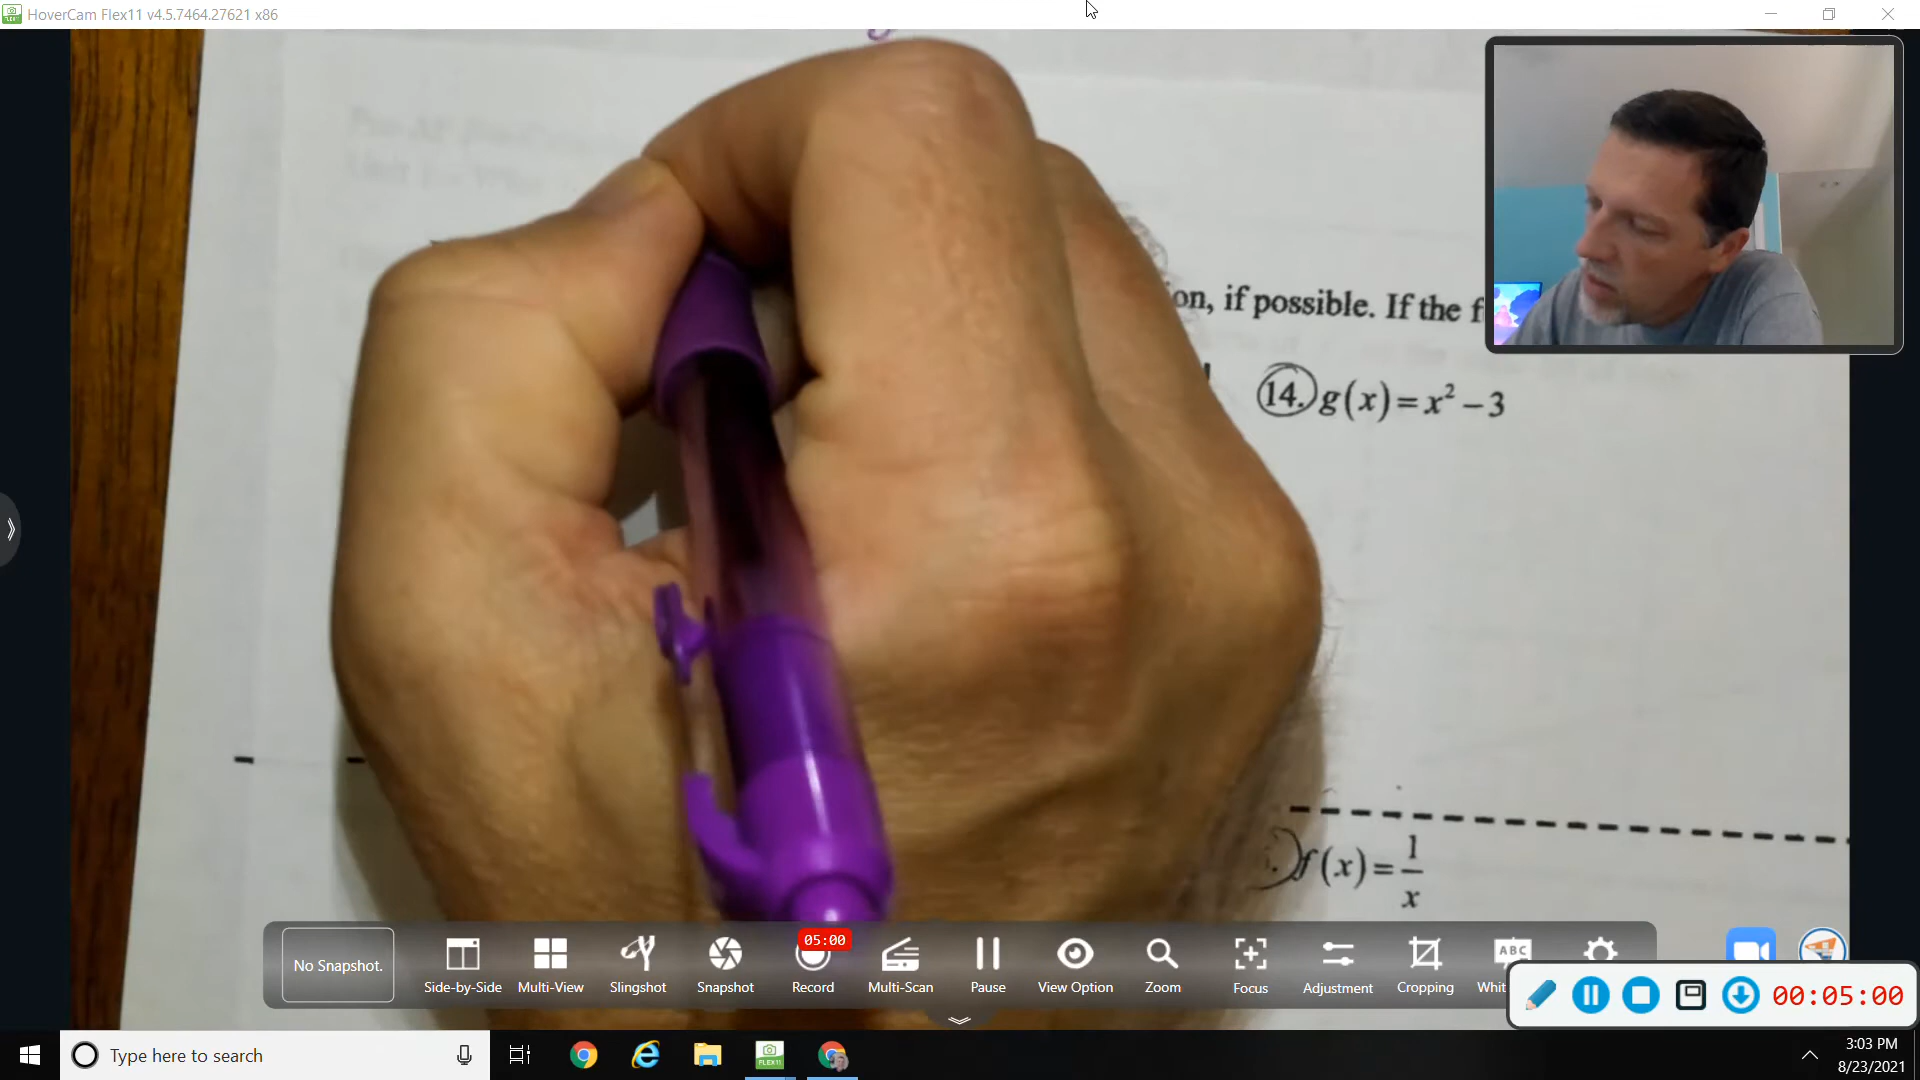 HoverCam Flex11 v4.5.7464.27621 x86
on, if possible. If the f
14. g(x) = x² − 3
f(x) = 1/x
No Snapshot.
Side-by-Side
Multi-View
Slingshot
Snapshot
05:00
Record
Multi-Scan
Pause
View Option
Zoom
Focus
Adjustment
Cropping
ABC
Whit
00:05:00
Type here to search
FLEX11
3:03 PM
8/23/2021